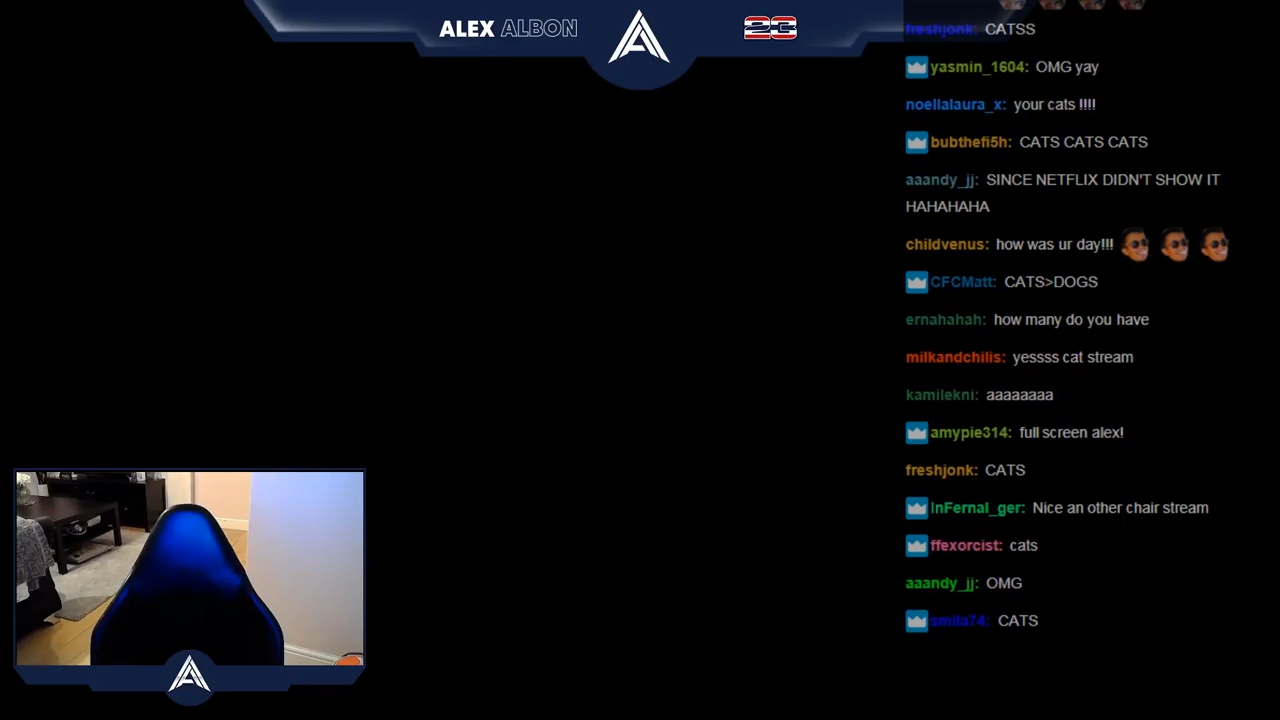 ALEX ALBON
23
freshjonk: CATSS
yasmin_1604: OMG yay
noellalaura_x: your cats !!!!
bubthefi5h: CATS CATS CATS
aaandy_jj: SINCE NETFLIX DIDN'T SHOW IT
HAHAHAHA
childvenus: how was ur day!!!
CFCMatt: CATS>DOGS
ernahahah: how many do you have
milkandchilis: yessss cat stream
kamilekni: aaaaaaaa
amypie314: full screen alex!
freshjonk: CATS
InFernal_ger: Nice an other chair stream
ffexorcist: cats
aaandy_jj: OMG
smila74: CATS